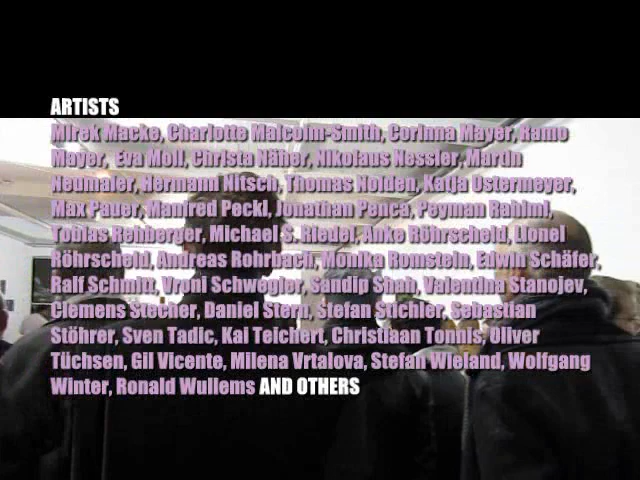 ARTISTS
Mirek Macke, Charlotte Malcolm-Smith, Corinna Mayer, Ramo
Mayer, Eva Moll, Christa Näher, Nikolaus Nessler, Martin
Neumaier, Hermann Nitsch, Thomas Nolden, Katja Ostermeyer,
Max Pauer, Manfred Peckl, Jonathan Penca, Peyman Rahimi,
Tobias Rehberger, Michael S. Riedel, Anke Röhrscheid, Lionel
Röhrscheid, Andreas Rohrbach, Monika Romstein, Edwin Schäfer,
Ralf Schmitt, Vroni Schwegler, Sandip Shah, Valentina Stanojev,
Clemens Stecher, Daniel Stern, Stefan Stichler, Sebastian
Stöhrer, Sven Tadic, Kai Teichert, Christiaan Tonnis, Oliver
Tüchsen, Gil Vicente, Milena Vrtalova, Stefan Wieland, Wolfgang
Winter, Ronald Wullems AND OTHERS